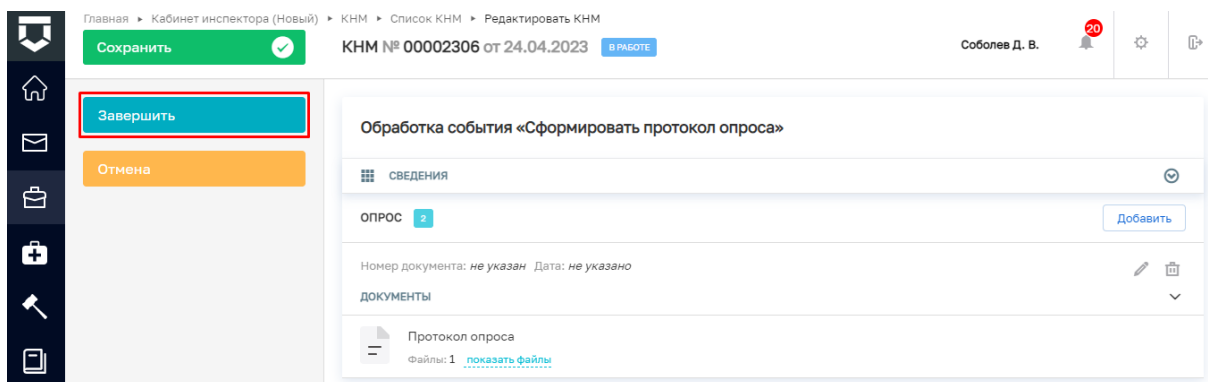 Главная ▸ Кабинет инспектора (Новый) ▸ КНМ ▸ Список КНМ ▸ Редактировать КНМ
Сохранить
КНМ № 00002306 от 24.04.2023 В РАБОТЕ
Соболев Д. В.
20
Завершить
Отмена
Обработка события «Сформировать протокол опроса»
СВЕДЕНИЯ
ОПРОС 2
Добавить
Номер документа: не указан Дата: не указано
ДОКУМЕНТЫ
Протокол опроса
Файлы: 1 показать файлы